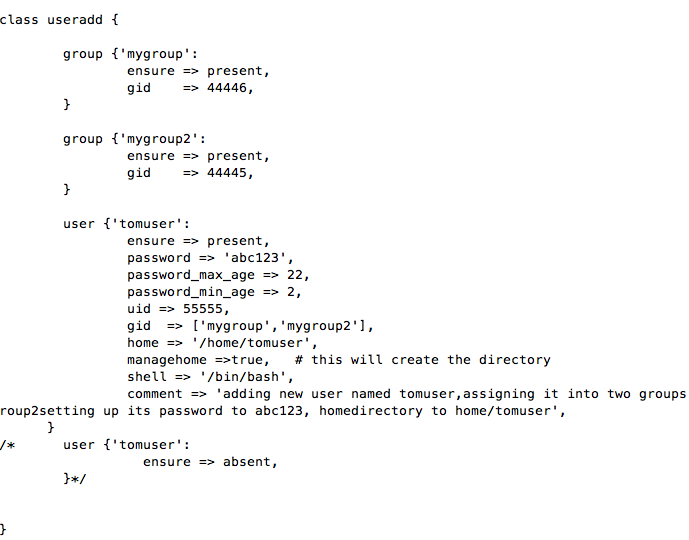 class useradd {
group {'mygroup':
ensure => present,
gid    => 44446,
}
group {'mygroup2':
ensure => present,
gid    => 44445,
}
user {'tomuser':
ensure => present,
password => 'abc123',
password_max_age => 22,
password_min_age => 2,
uid => 55555,
gid  => ['mygroup','mygroup2'],
home => '/home/tomuser',
managehome =>true,   # this will create the directory
shell => '/bin/bash',
comment => 'adding new user named tomuser,assigning it into two groups
roup2setting up its password to abc123, homedirectory to home/tomuser',
}
/*      user {'tomuser':
ensure => absent,
}*/
}